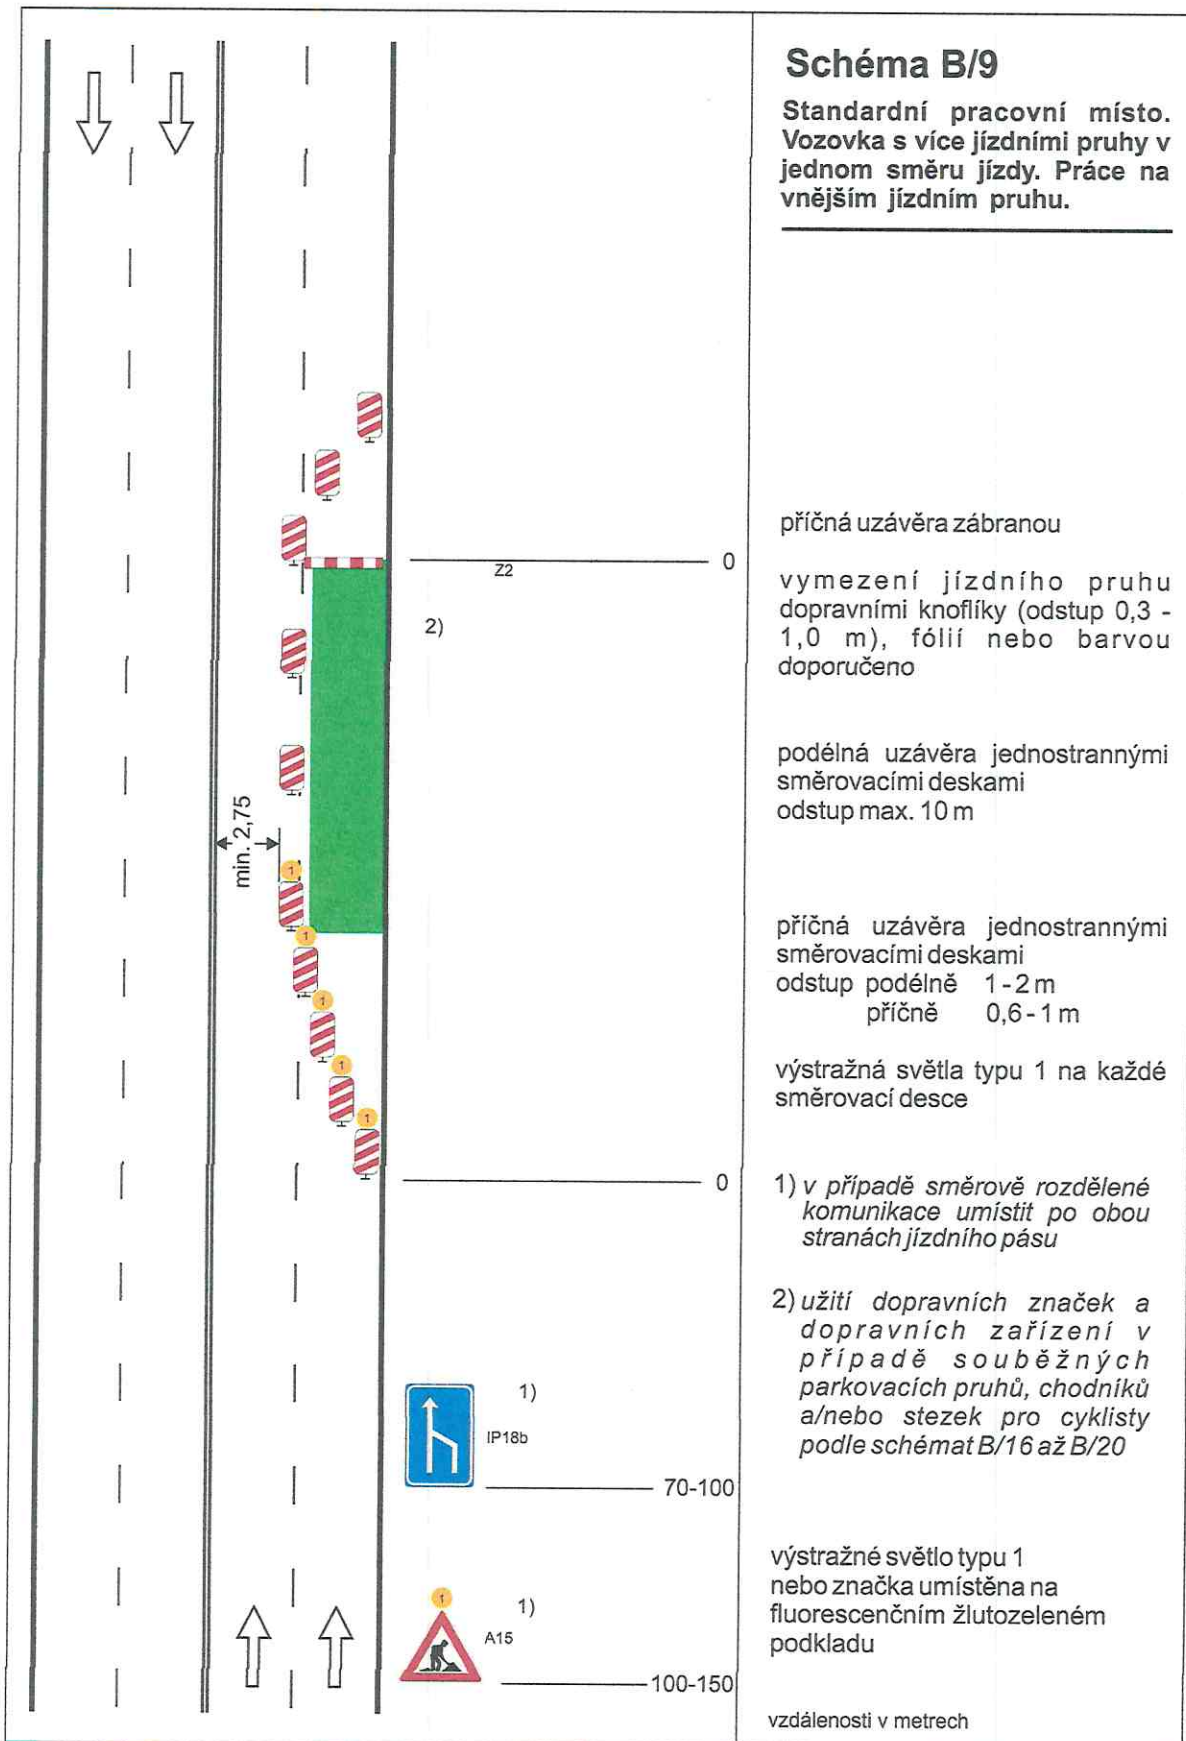 Schéma B/9
Standardní pracovní místo.
Vozovka s více jízdními pruhy v
jednom směru jízdy. Práce na
vnějším jízdním pruhu.
příčná uzávěra zábranou
0
Z2
vymezení jízdního pruhu
dopravními knoflíky (odstup 0,3 -
1,0 m), fólií nebo barvou
doporučeno
2)
podélná uzávěra jednostrannými
směrovacími deskami
odstup max. 10 m
min. 2,75
1
1
1
1
1
příčná uzávěra jednostrannými
směrovacími deskami
odstup podélně 1 - 2 m
příčně 0,6 - 1 m
výstražná světla typu 1 na každé
směrovací desce
0
1) v případě směrově rozdělené
komunikace umístit po obou
stranách jízdního pásu
2) užití dopravních značek a
dopravních zařízení v
případě souběžných
parkovacích pruhů, chodníků
a/nebo stezek pro cyklisty
podle schémat B/16 až B/20
1)
IP18b
70-100
výstražné světlo typu 1
nebo značka umístěna na
fluorescenčním žlutozeleném
podkladu
1
1)
A15
100-150
vzdálenosti v metrech